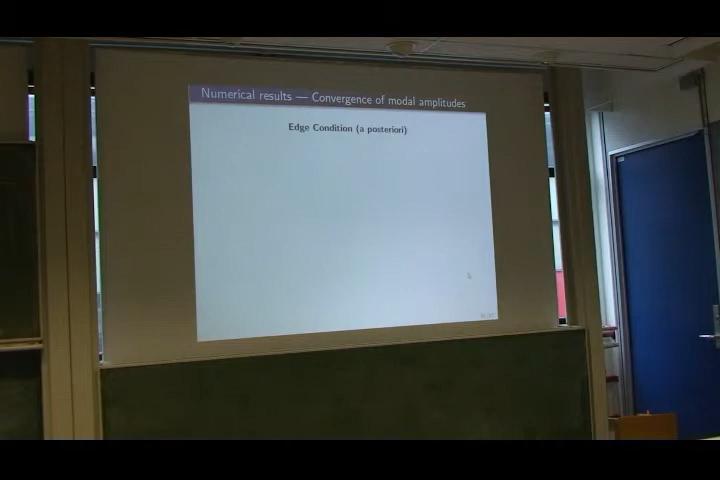 Numerical results — Convergence of modal amplitudes
Edge Condition (a posteriori)